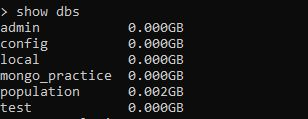 > show dbs
admin           0.000GB
config          0.000GB
local           0.000GB
mongo_practice  0.000GB
population      0.002GB
test            0.000GB